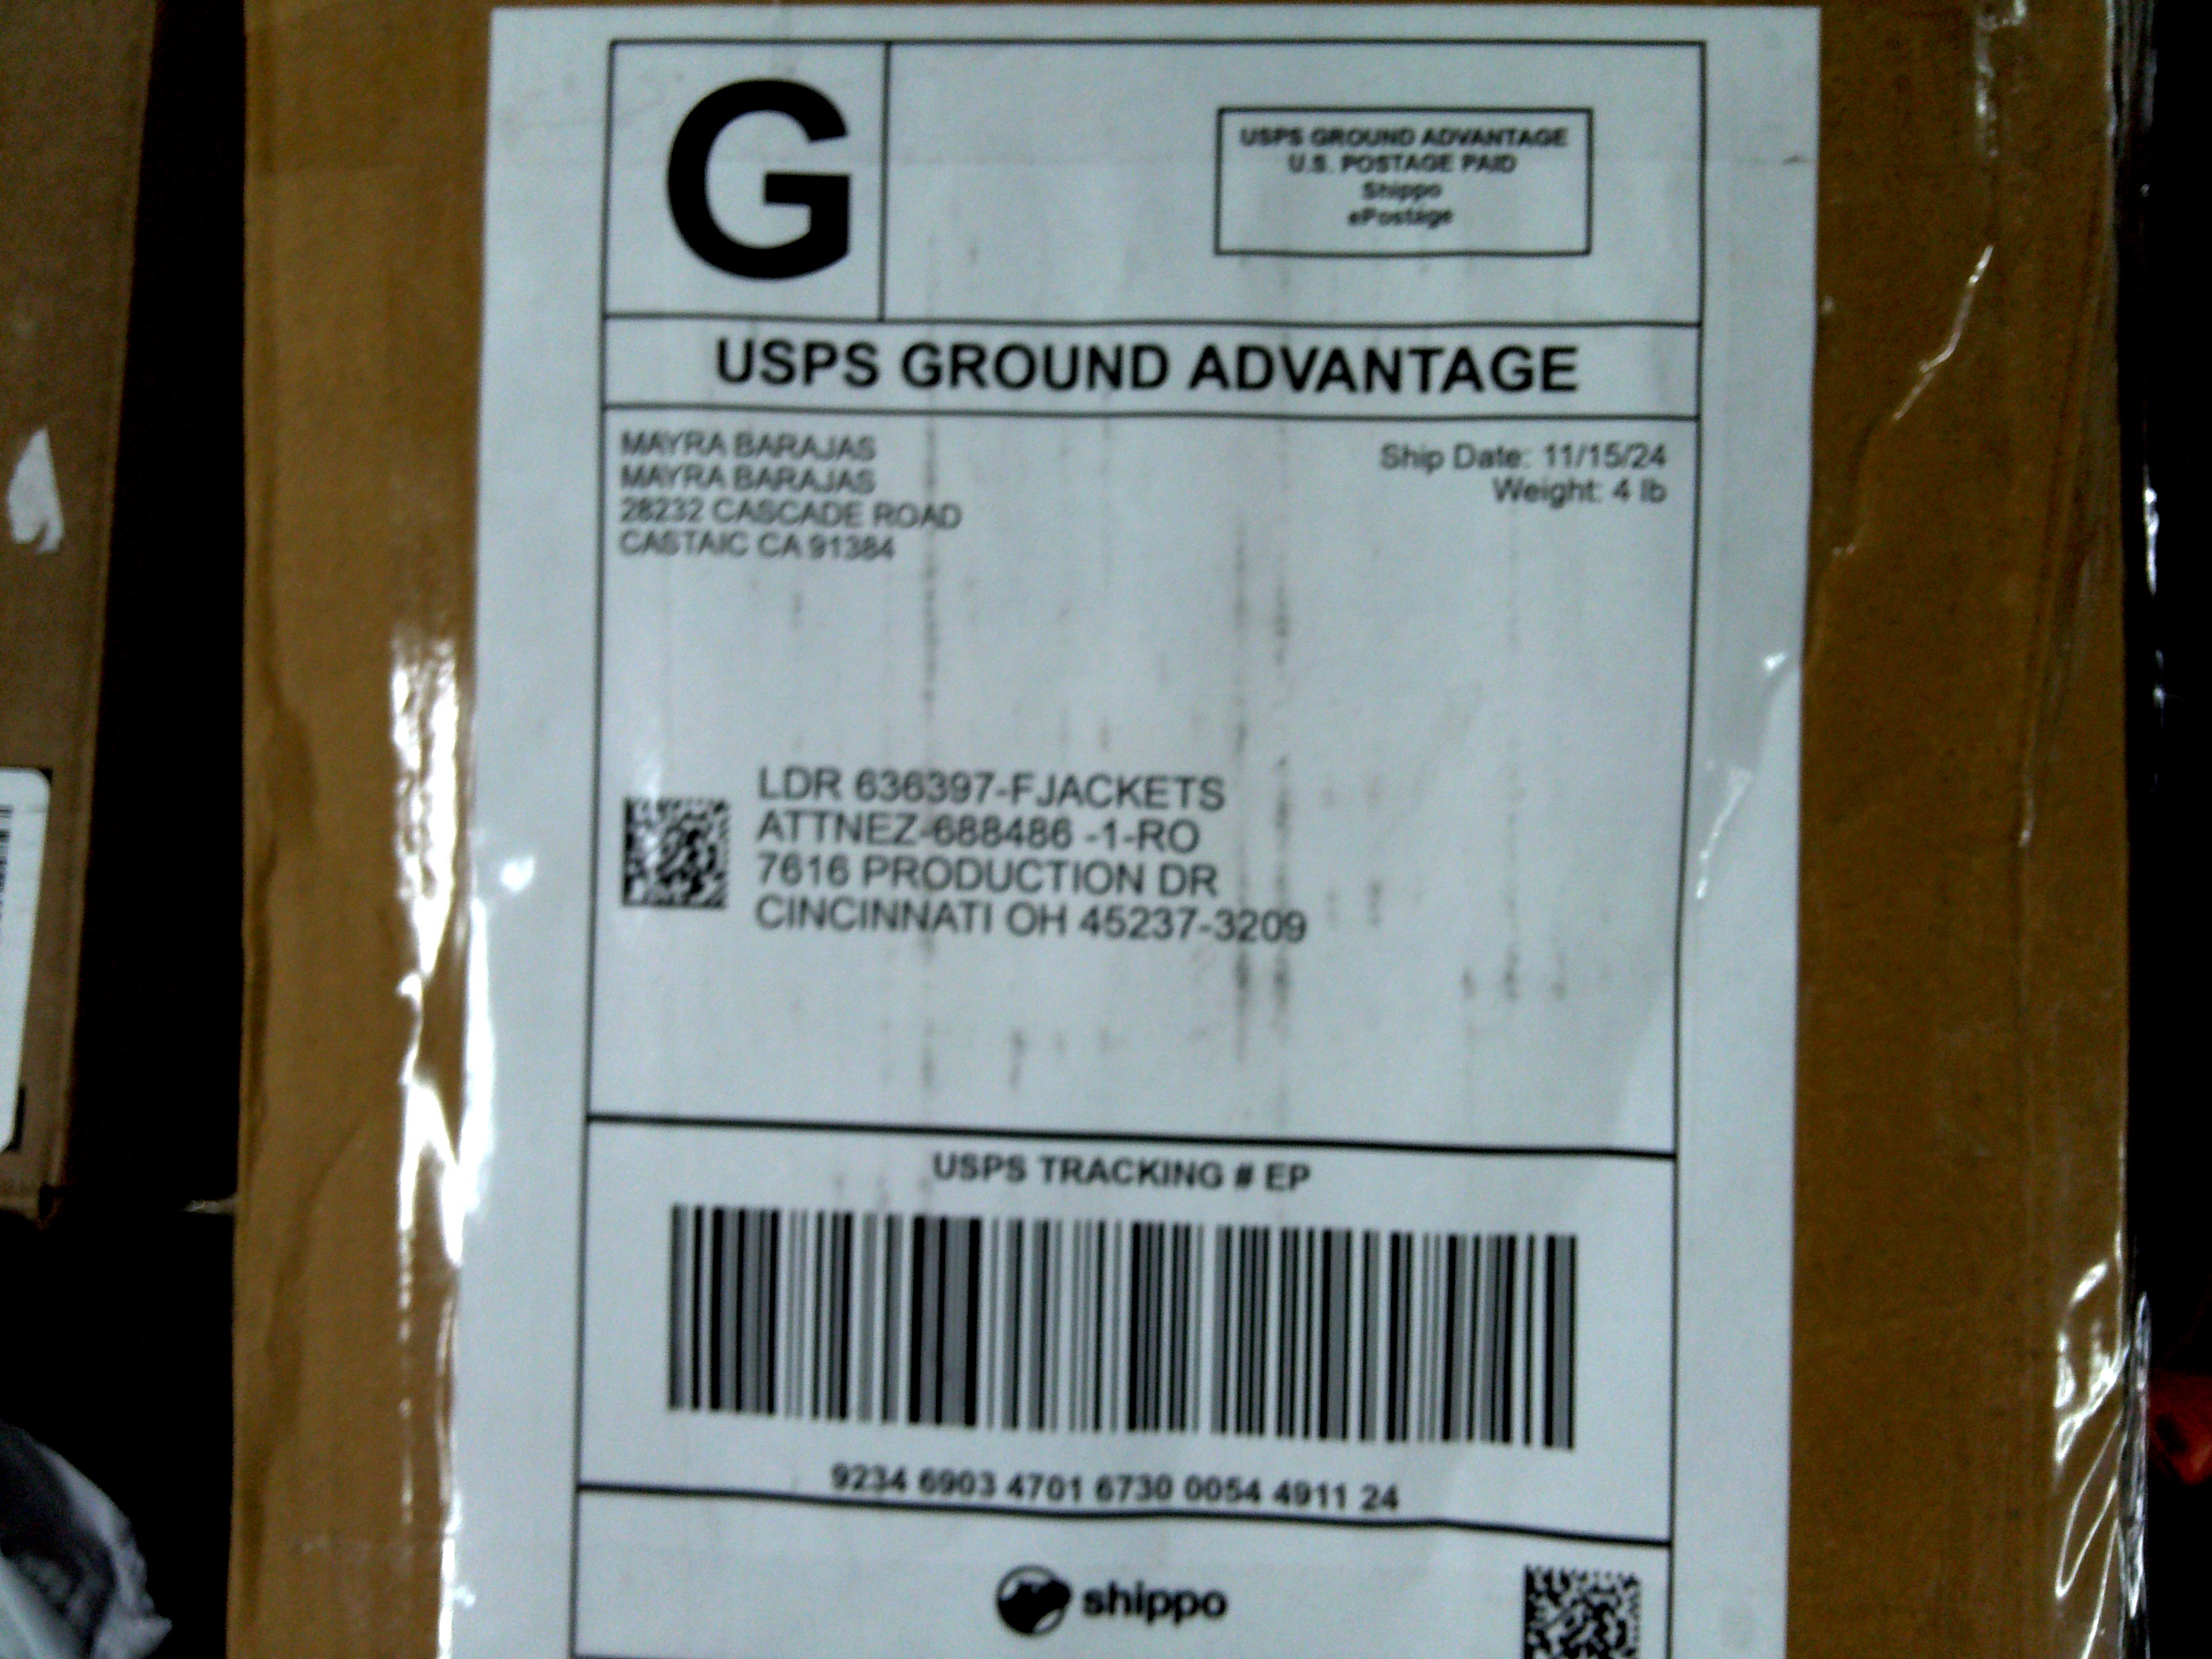 G
USPS GROUND ADVANTAGE
U.S. POSTAGE PAID
Shippo
ePostage
USPS GROUND ADVANTAGE
MAYRA BARAJAS
MAYRA BARAJAS
28232 CASCADE ROAD
CASTAIC CA 91384
Ship Date: 11/15/24
Weight: 4 lb
LDR 636397-FJACKETS
ATTNEZ-688486 -1-RO
7616 PRODUCTION DR
CINCINNATI OH 45237-3209
USPS TRACKING # EP
9234 6903 4701 6730 0054 4911 24
shippo